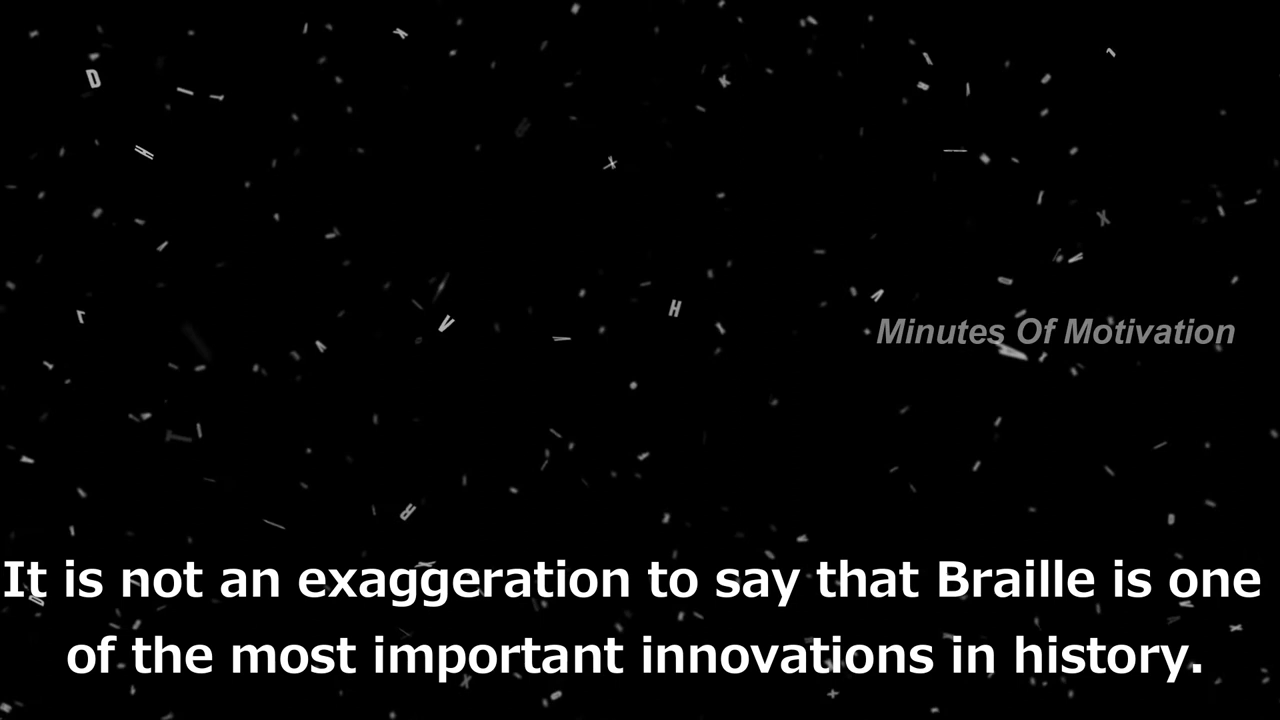 Minutes Of Motivation
It is not an exaggeration to say that Braille is one
of the most important innovations in history.